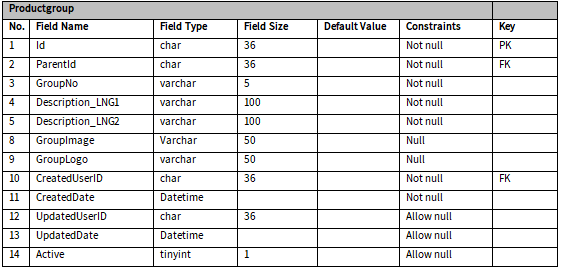 Productgroup
No. Field Name Field Type Field Size Default Value Constraints Key
1 Id char 36 Not null PK
2 ParentId char 36 Not null FK
3 GroupNo varchar 5 Not null
4 Description_LNG1 varchar 100 Not null
5 Description_LNG2 varchar 100 Not null
8 GroupImage Varchar 50 Null
9 GroupLogo varchar 50 Null
10 CreatedUserID char 36 Not null FK
11 CreatedDate Datetime Not null
12 UpdatedUserID char 36 Allow null
13 UpdatedDate Datetime Allow null
14 Active tinyint 1 Allow null